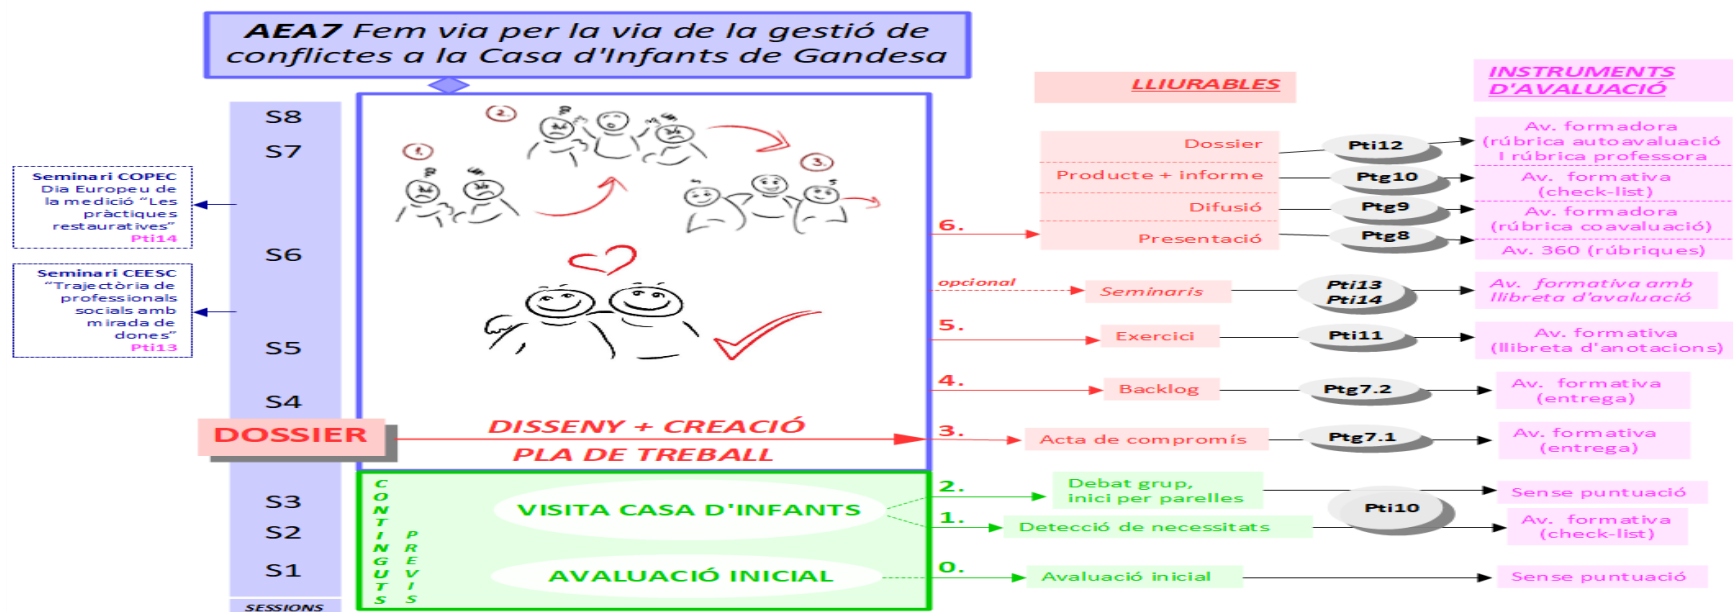 AEA7 Fem via per la via de la gestió de
conflictes a la Casa d'Infants de Gandesa
LLIURABLES
INSTRUMENTS
D'AVALUACIÓ
S8
S7
S6
S5
S4
DOSSIER
S3
S2
S1
SESSIONS
Seminari COPEC
Dia Europeu de
la medició “Les
pràctiques
restauratives”
Pti14
Seminari CEESC
“Trajectòria de
professionals
socials amb
mirada de
dones”
Pti13
1.
2.
3.
DISSENY + CREACIÓ
PLA DE TREBALL
CONTINGUTS
PREVIS
VISITA CASA D'INFANTS
AVALUACIÓ INICIAL
6.
Dossier
Pti12
Av. formadora
(rúbrica autoavaluació
I rúbrica professora
Producte + informe
Ptg10
Av. formativa
(check-list)
Difusió
Ptg9
Av. formadora
(rúbrica coavaluació)
Presentació
Ptg8
Av. 360 (rúbriques)
opcional
Seminaris
Pti13
Pti14
Av. formativa amb
llibreta d'avaluació
5.
Exercici
Pti11
Av. formativa
(llibreta d'anotacions)
4.
Backlog
Ptg7.2
Av. formativa
(entrega)
3.
Acta de compromís
Ptg7.1
Av. formativa
(entrega)
2.
Debat grup,
inici per parelles
Pti10
Sense puntuació
1.
Detecció de necessitats
Av. formativa
(check-list)
0.
Avaluació inicial
Sense puntuació